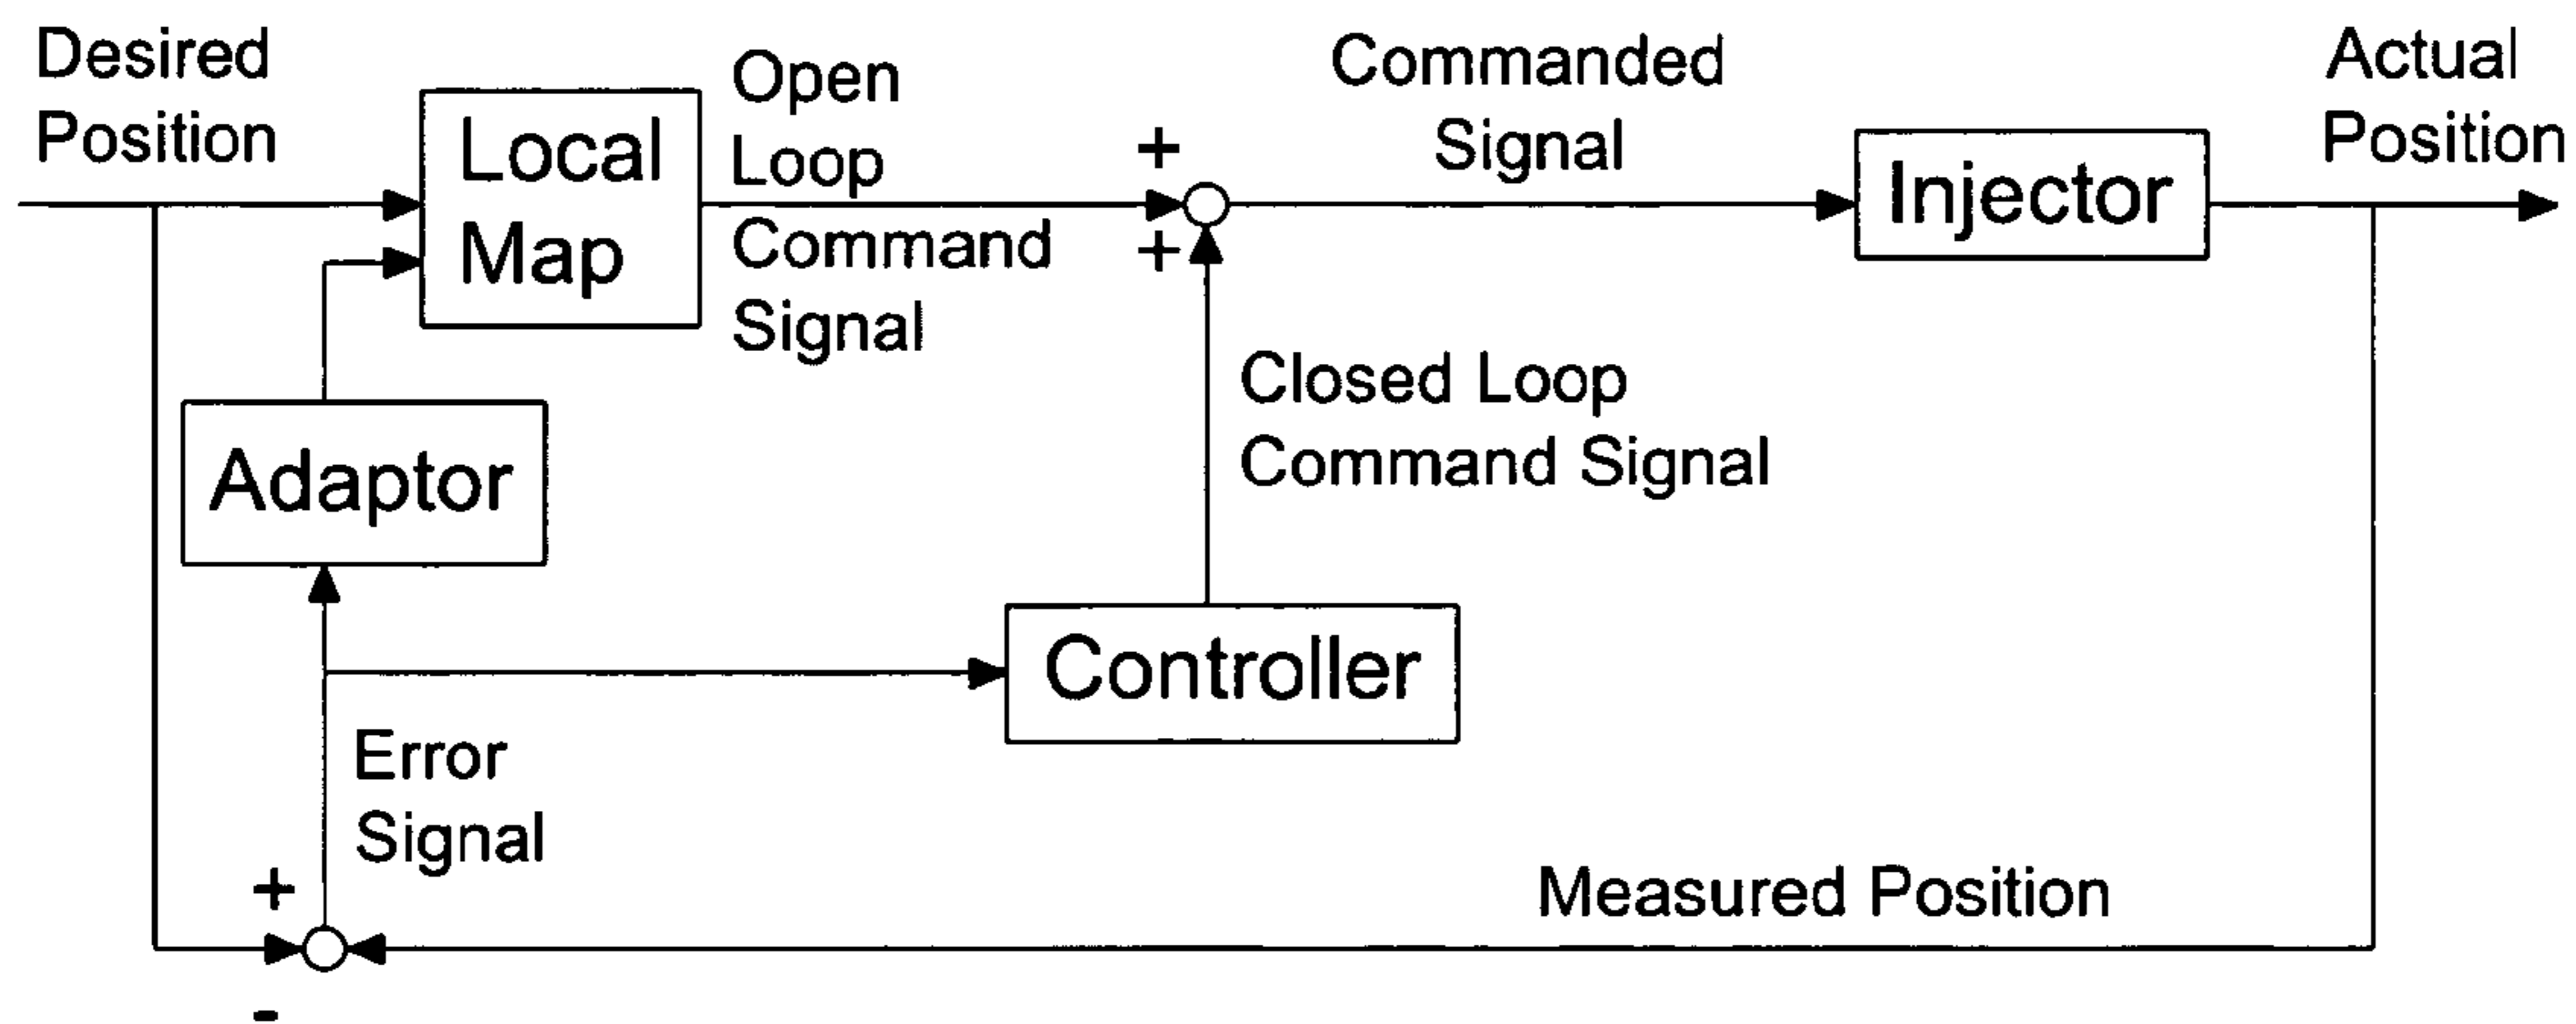 Desired
Position
Local
Map
Open
Loop
Command
Signal
+
+
Commanded
Signal
Injector
Actual
Position
Adaptor
Closed Loop
Command Signal
Controller
Error
Signal
+
-
Measured Position